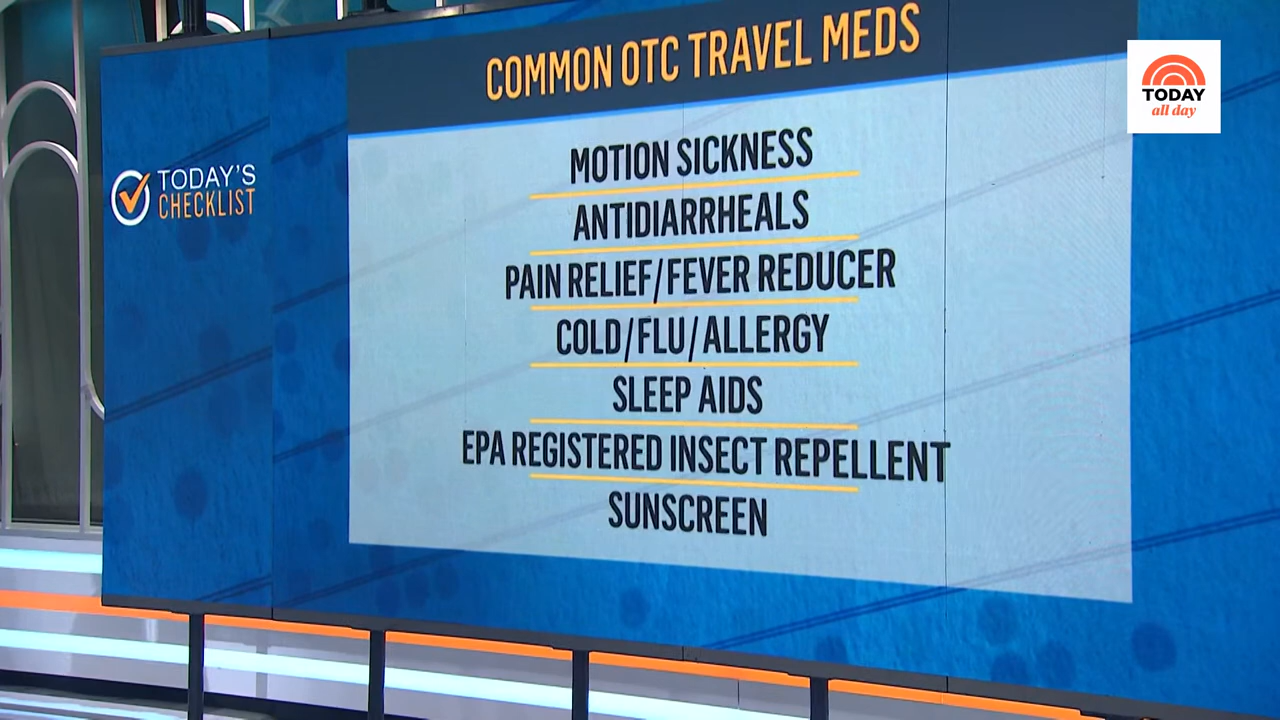 COMMON OTC TRAVEL MEDS
TODAY
all day
TODAY'S
CHECKLIST
MOTION SICKNESS
ANTIDIARRHEALS
PAIN RELIEF/FEVER REDUCER
COLD/FLU/ALLERGY
SLEEP AIDS
EPA REGISTERED INSECT REPELLENT
SUNSCREEN